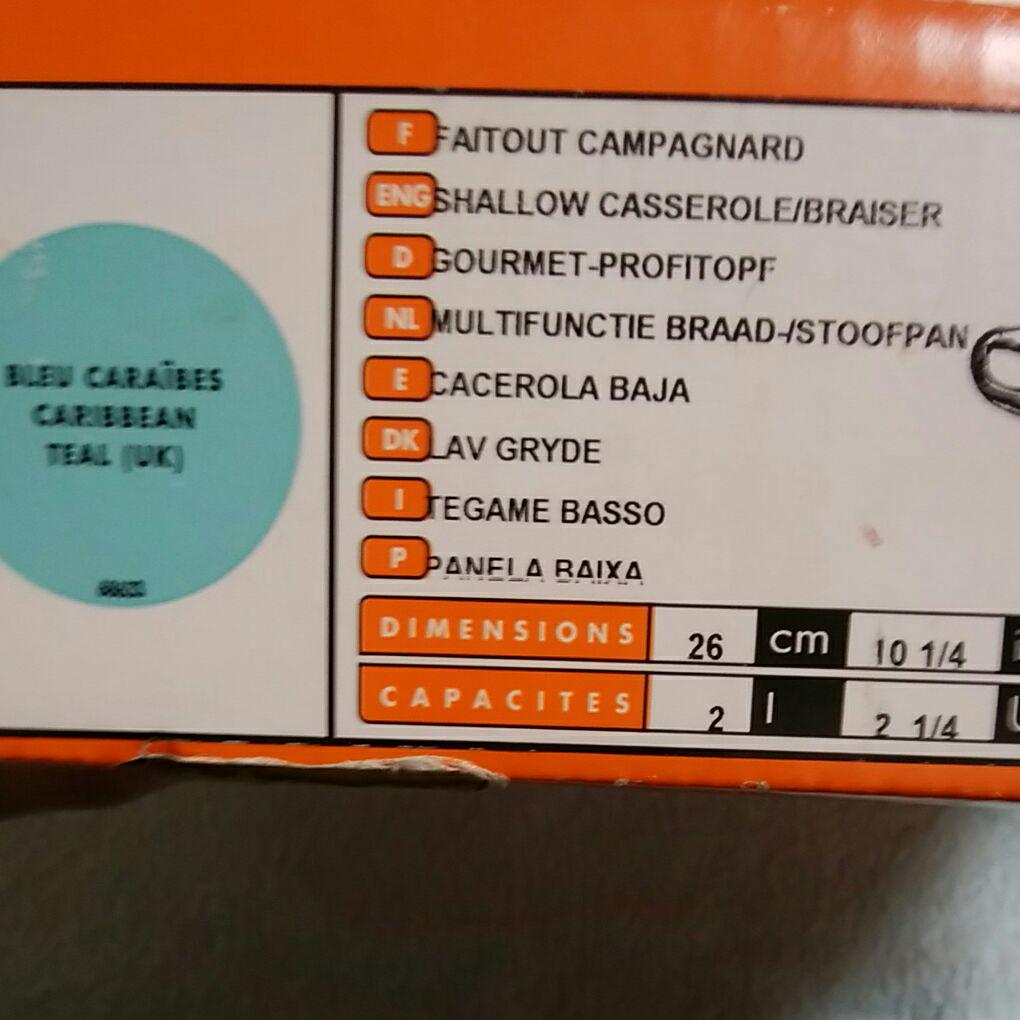 BLEU CARAÏBES
CARIBBEAN
TEAL (UK)
F FAITOUT CAMPAGNARD
ENG SHALLOW CASSEROLE/BRAISER
D GOURMET-PROFITOPF
NL MULTIFUNCTIE BRAAD-/STOOFPAN
E CACEROLA BAJA
DK LAV GRYDE
I TEGAME BASSO
P PANELA BAIXA
DIMENSIONS 26 cm 10 1/4
CAPACITES 2 l 2 1/4